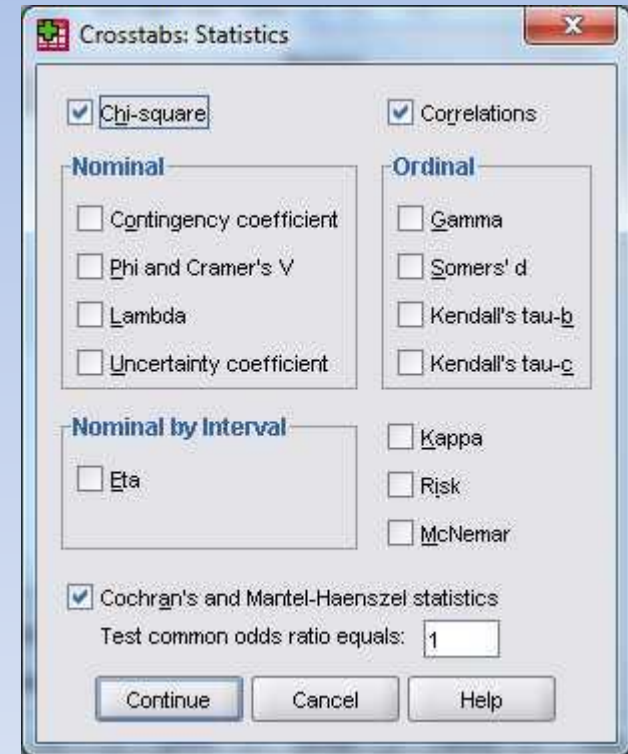 Crosstabs: Statistics
Chi-square
Correlations
Nominal
Contingency coefficient
Phi and Cramer's V
Lambda
Uncertainty coefficient
Ordinal
Gamma
Somers' d
Kendall's tau-b
Kendall's tau-c
Nominal by Interval
Eta
Kappa
Risk
McNemar
Cochran's and Mantel-Haenszel statistics
Test common odds ratio equals: 1
Continue
Cancel
Help